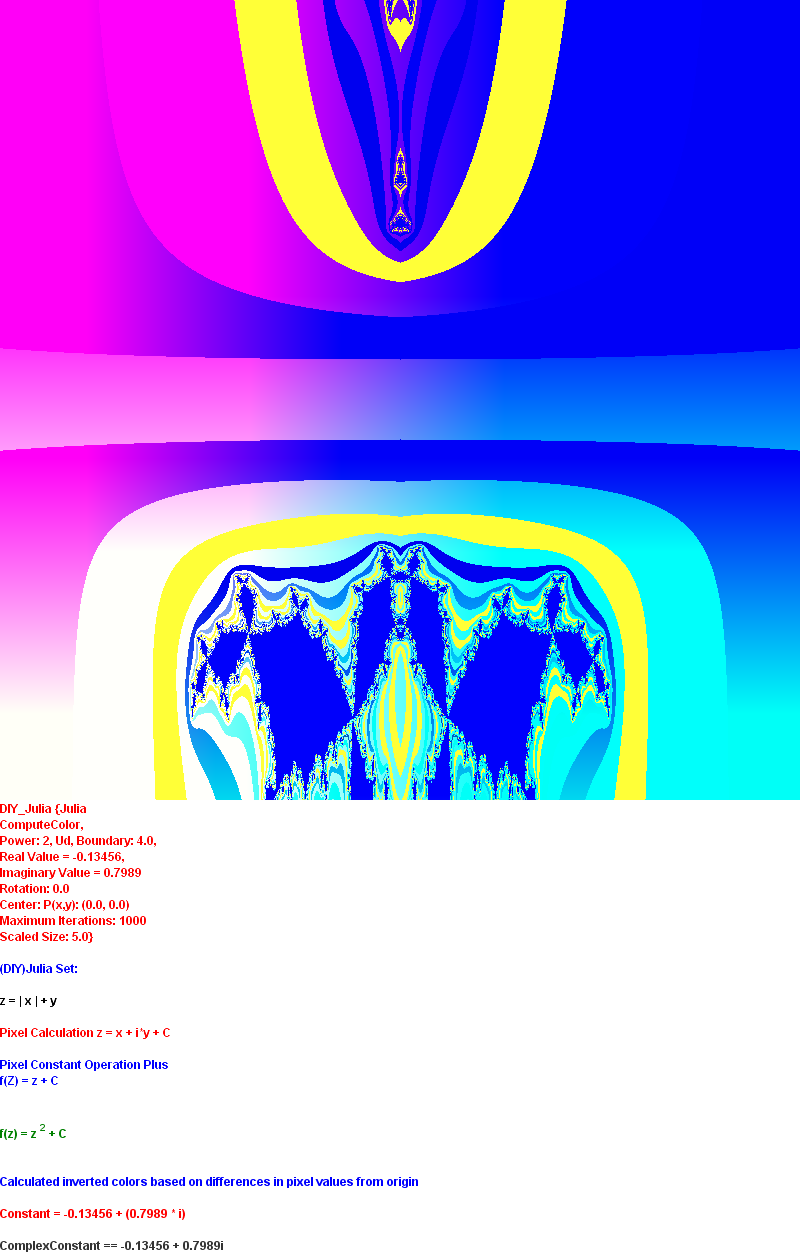 DIY_Julia {Julia
ComputeColor,
Power: 2, Ud, Boundary: 4.0,
Real Value = -0.13456,
Imaginary Value = 0.7989
Rotation: 0.0
Center: P(x,y): (0.0, 0.0)
Maximum Iterations: 1000
Scaled Size: 5.0}
(DIY)Julia Set:
z = | x | + y
Pixel Calculation z = x + i*y + C
Pixel Constant Operation Plus
f(Z) = z + C
f(z) = z ² + C
Calculated inverted colors based on differences in pixel values from origin
Constant = -0.13456 + (0.7989 * i)
ComplexConstant == -0.13456 + 0.7989i